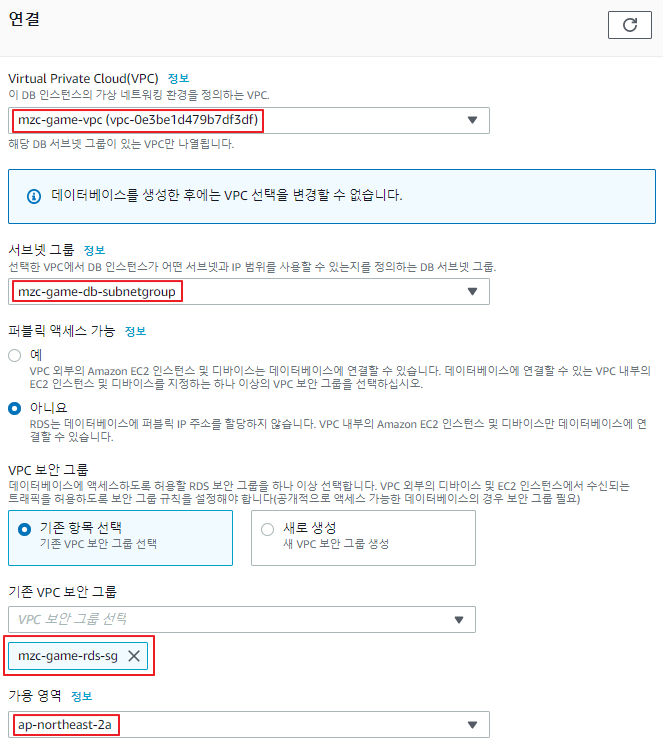 연결
Virtual Private Cloud(VPC) 정보
이 DB 인스턴스의 가상 네트워킹 환경을 정의하는 VPC.
mzc-game-vpc (vpc-0e3be1d479b7df3df)
해당 DB 서브넷 그룹이 있는 VPC만 나열됩니다.
데이터베이스를 생성한 후에는 VPC 선택을 변경할 수 없습니다.
서브넷 그룹 정보
선택한 VPC에서 DB 인스턴스가 어떤 서브넷과 IP 범위를 사용할 수 있는지를 정의하는 DB 서브넷 그룹.
mzc-game-db-subnetgroup
퍼블릭 액세스 가능 정보
예
VPC 외부의 Amazon EC2 인스턴스 및 디바이스는 데이터베이스에 연결할 수 있습니다. 데이터베이스에 연결할 수 있는 VPC 내부의
EC2 인스턴스 및 디바이스를 지정하는 하나 이상의 VPC 보안 그룹을 선택하십시오.
아니요
RDS는 데이터베이스에 퍼블릭 IP 주소를 할당하지 않습니다. VPC 내부의 Amazon EC2 인스턴스 및 디바이스만 데이터베이스에 연
결할 수 있습니다.
VPC 보안 그룹
데이터베이스에 액세스하도록 허용할 RDS 보안 그룹을 하나 이상 선택합니다. VPC 외부의 디바이스 및 EC2 인스턴스에서 수신되는
트래픽을 허용하도록 보안 그룹 규칙을 설정해야 합니다(공개적으로 액세스 가능한 데이터베이스의 경우 보안 그룹 필요)
기존 항목 선택
기존 VPC 보안 그룹 선택
새로 생성
새 VPC 보안 그룹 생성
기존 VPC 보안 그룹
VPC 보안 그룹 선택
mzc-game-rds-sg
가용 영역 정보
ap-northeast-2a